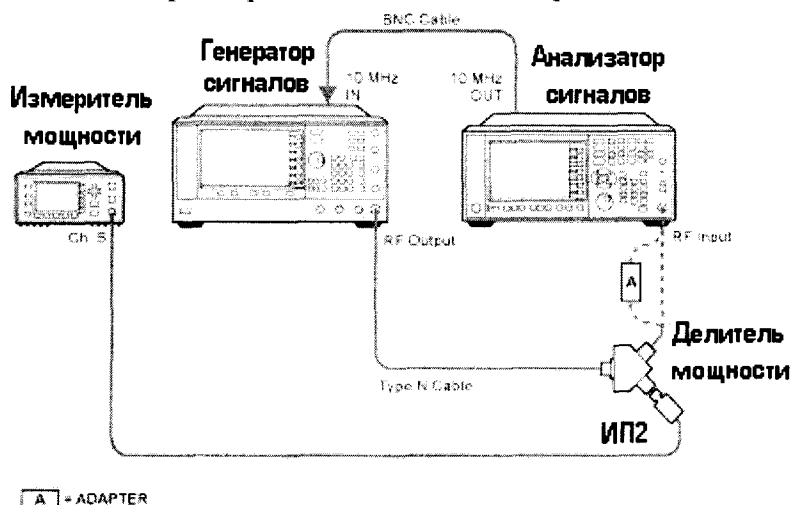 BNC Cable
Генератор
сигналов
10 MHz
IN
10 MHz
OUT
Анализатор
сигналов
Измеритель
мощности
Ch. B
RF Output
RF Input
A
Делитель
мощности
Type N Cable
ИП2
A = ADAPTER